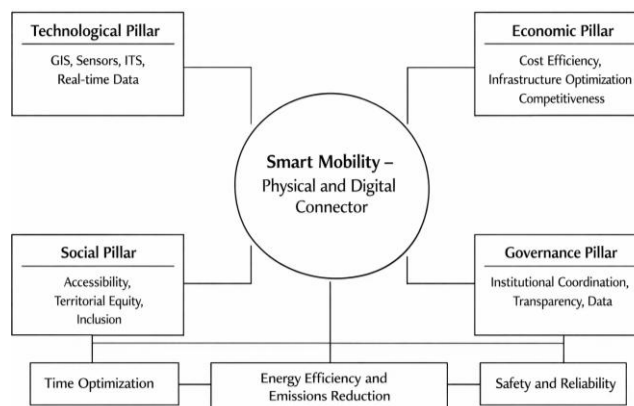 Technological Pillar
GIS, Sensors, ITS,
Real-time Data
Economic Pillar
Cost Efficiency,
Infrastructure Optimization
Competitiveness
Smart Mobility –
Physical and Digital
Connector
Social Pillar
Accessibility,
Territorial Equity,
Inclusion
Governance Pillar
Institutional Coordination,
Transparency, Data
Time Optimization
Energy Efficiency and
Emissions Reduction
Safety and Reliability